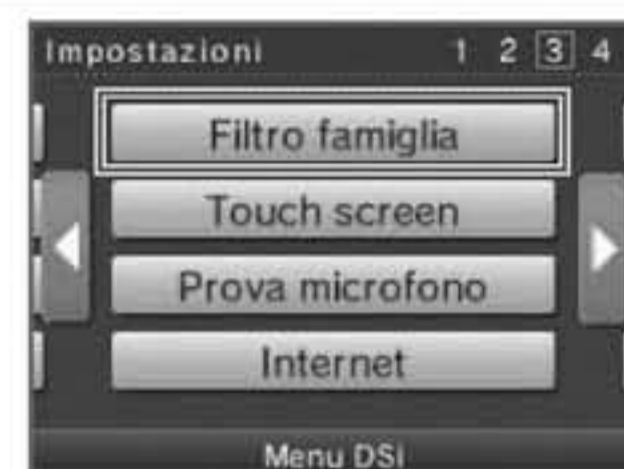 Impostazioni 1 2 3 4
Filtro famiglia
Touch screen
Prova microfono
Internet
Menu DSi